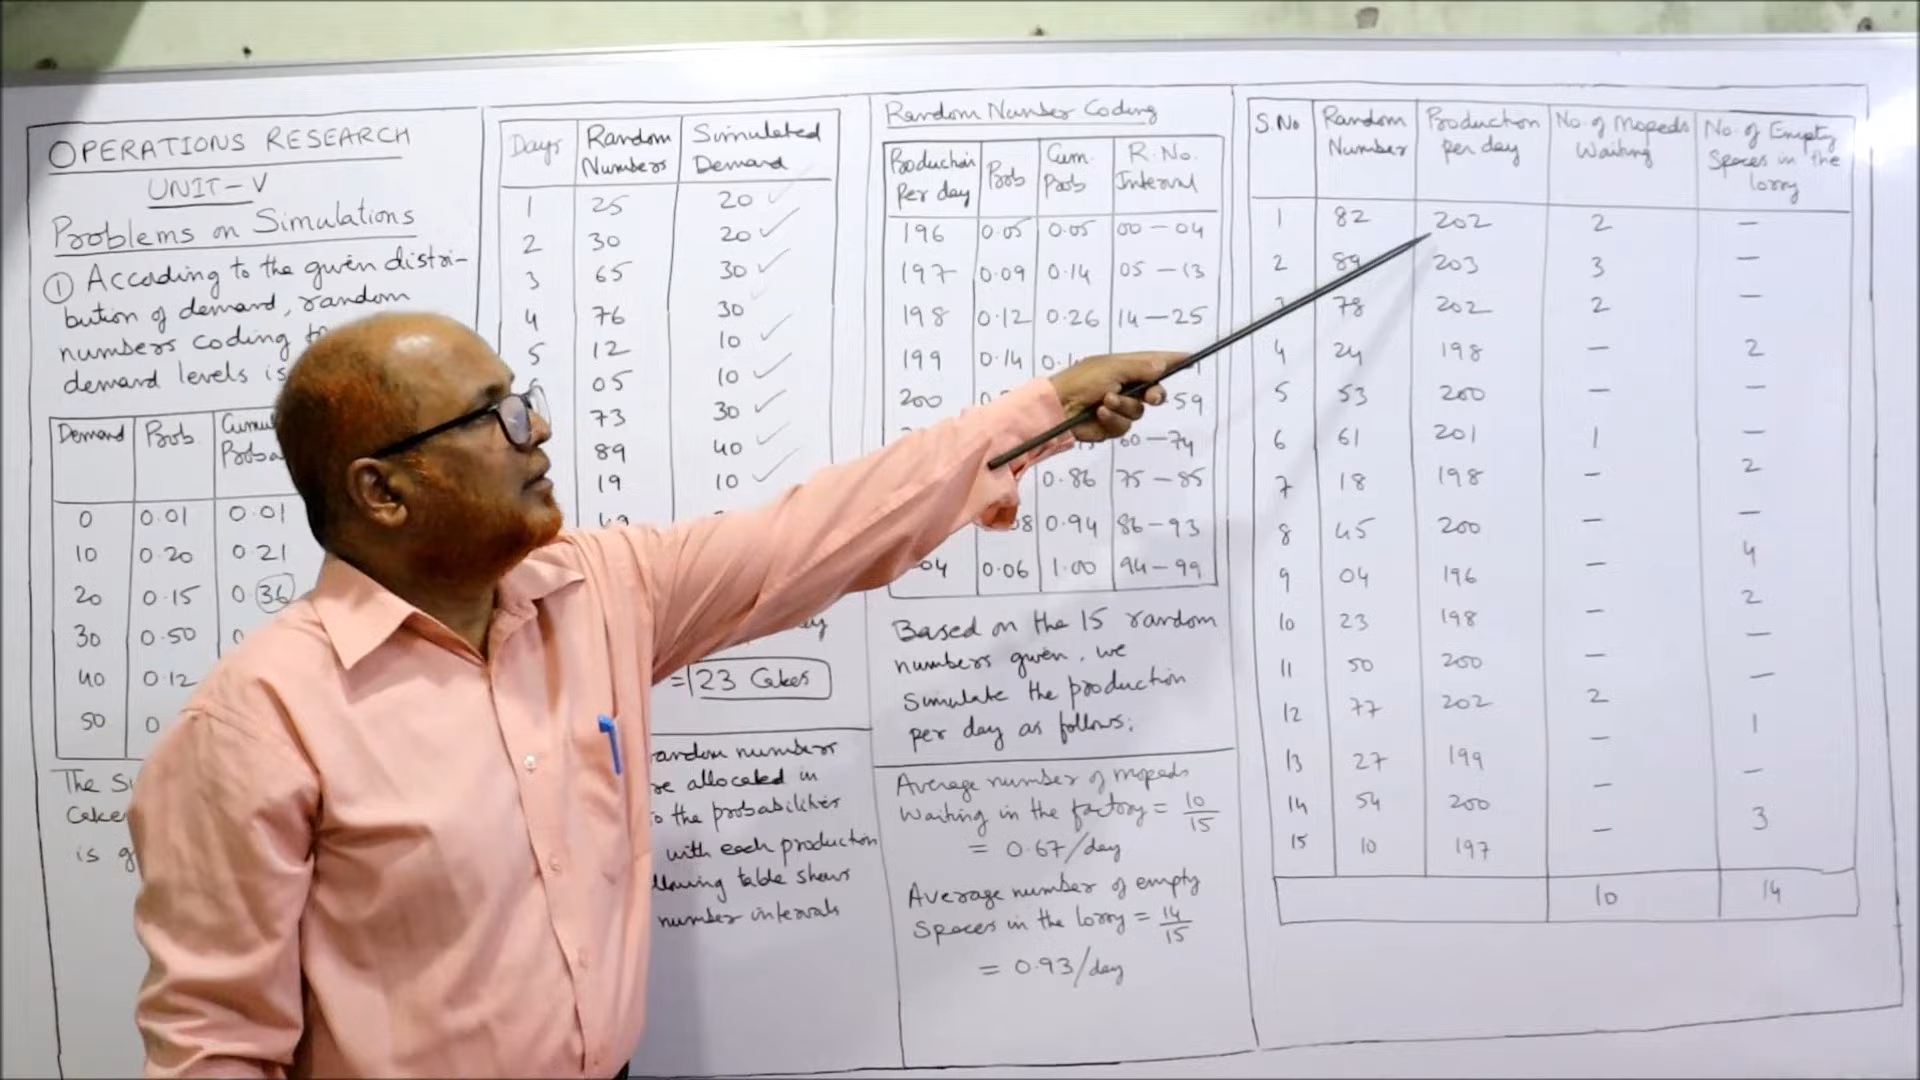 OPERATIONS RESEARCH
UNIT-V
Problems on Simulations
① According to the given distri-
bution of demand, random
numbers coding
demand levels is
Demand Prob
0 0.01 0.01
10 0.20 0.21
20 0.15 0.36
30 0.50 0
40 0.12
50 0
The
Cake
is
Days Random Numbers Simulated Demand
1 25 20 ✓
2 30 20 ✓
3 65 30 ✓
4 76 30
5 12 10 ✓
05 10 ✓
73 30 ✓
89 40 ✓
19 10 ✓
= 23 Cakes
random numbers
allocated in
the probabilities
with each production
table shows
number intervals
Random Number Coding
Production Per day Prob Cum. Prob R. No. Interval
196 0.05 0.05 00 – 04
197 0.09 0.14 05 – 13
198 0.12 0.26 14 – 25
199 0.14
200 59
60 – 74
0.86 75 – 85
08 0.94 86 – 93
04 0.06 1.00 94 – 99
Based on the 15 random
numbers given, we
Simulate the production
per day as follows:
Average number of mopeds
Waiting in the factory = 10/15
= 0.67/day
Average number of empty
Spaces in the lorry = 14/15
= 0.93/day
S.No Random Number Production per day No. of Mopeds Waiting No. of Empty Spaces in the lorry
1 82 202 2 —
2 89 203 3 —
78 202 2 —
4 24 198 — 2
5 53 200 — —
6 61 201 1 —
7 18 198 — 2
8 45 200 — —
9 04 196 — 4
10 23 198 — 2
11 50 200 — —
12 77 202 2 —
13 27 199 — 1
14 54 200 — —
15 10 197 — 3
10 14